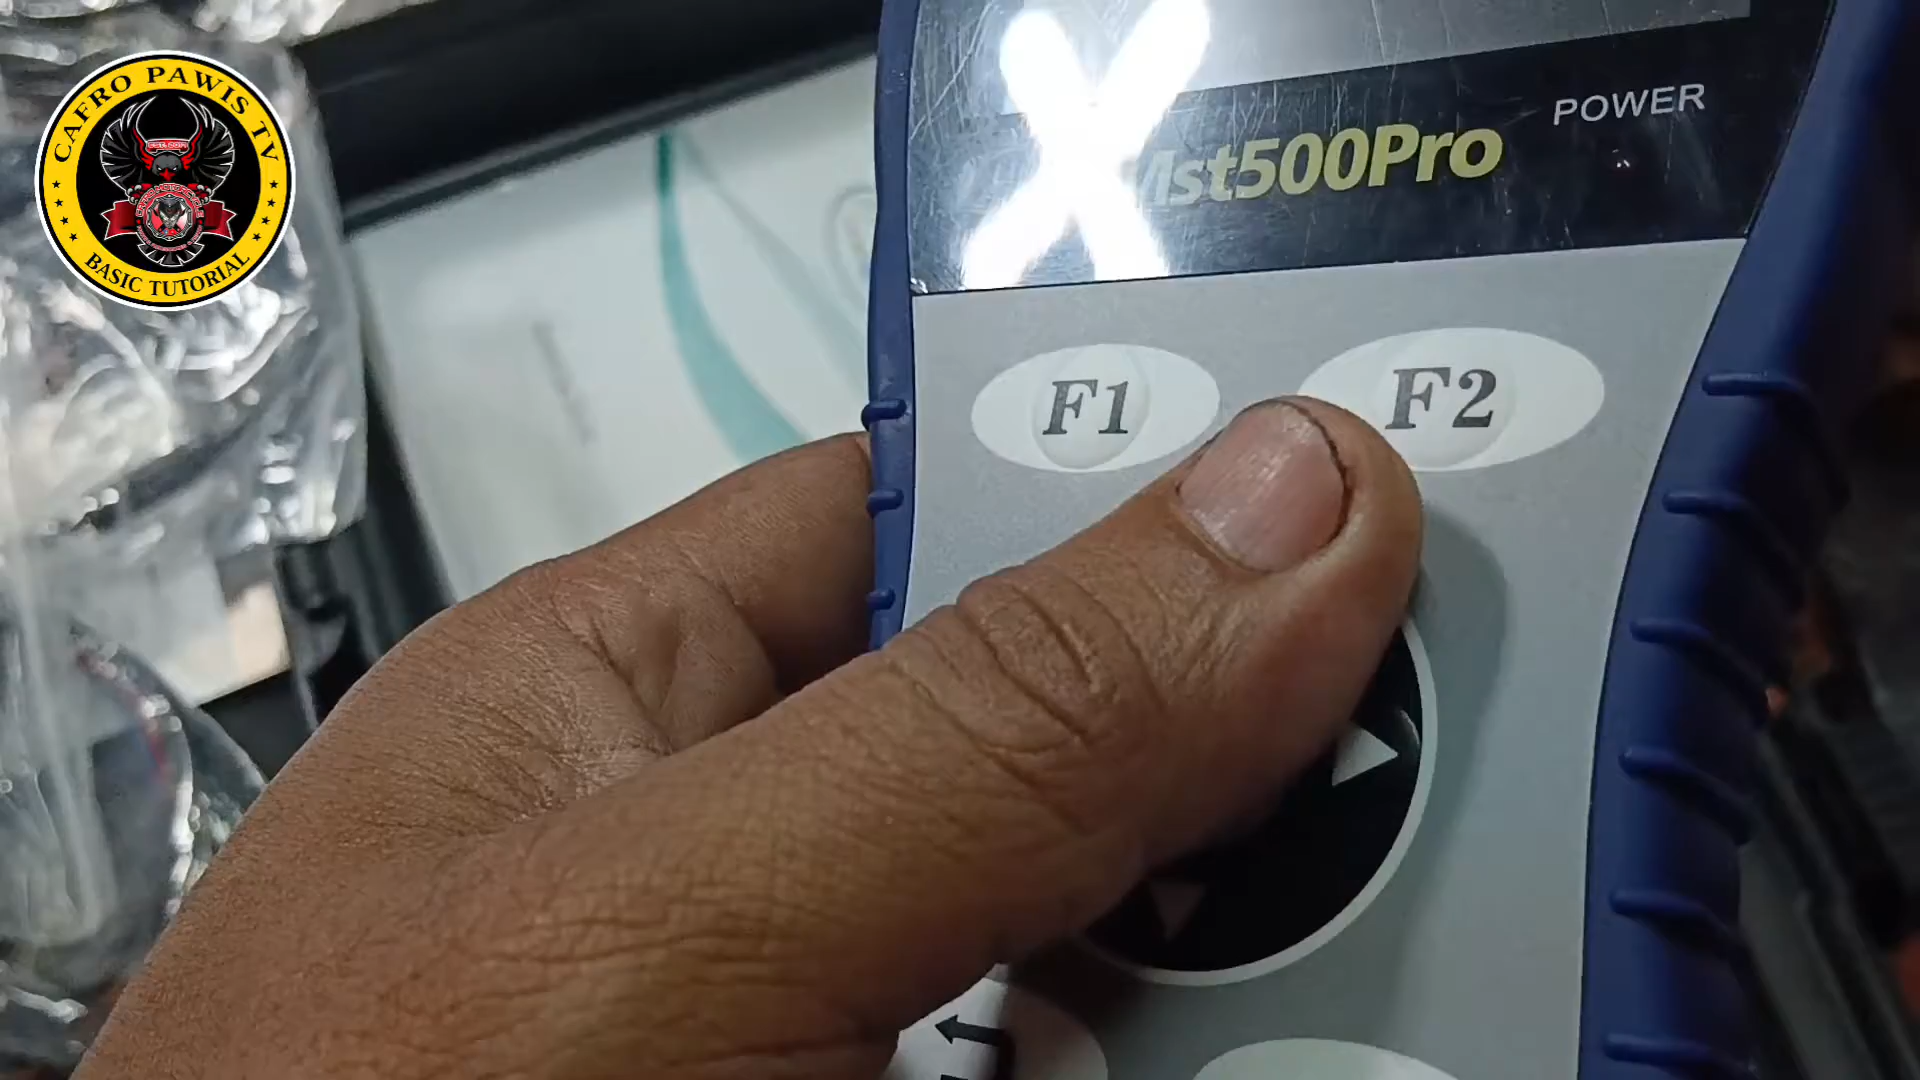 CAFRO PAWIS TV
BASIC TUTORIAL
POWER
Mst500Pro
F1
F2